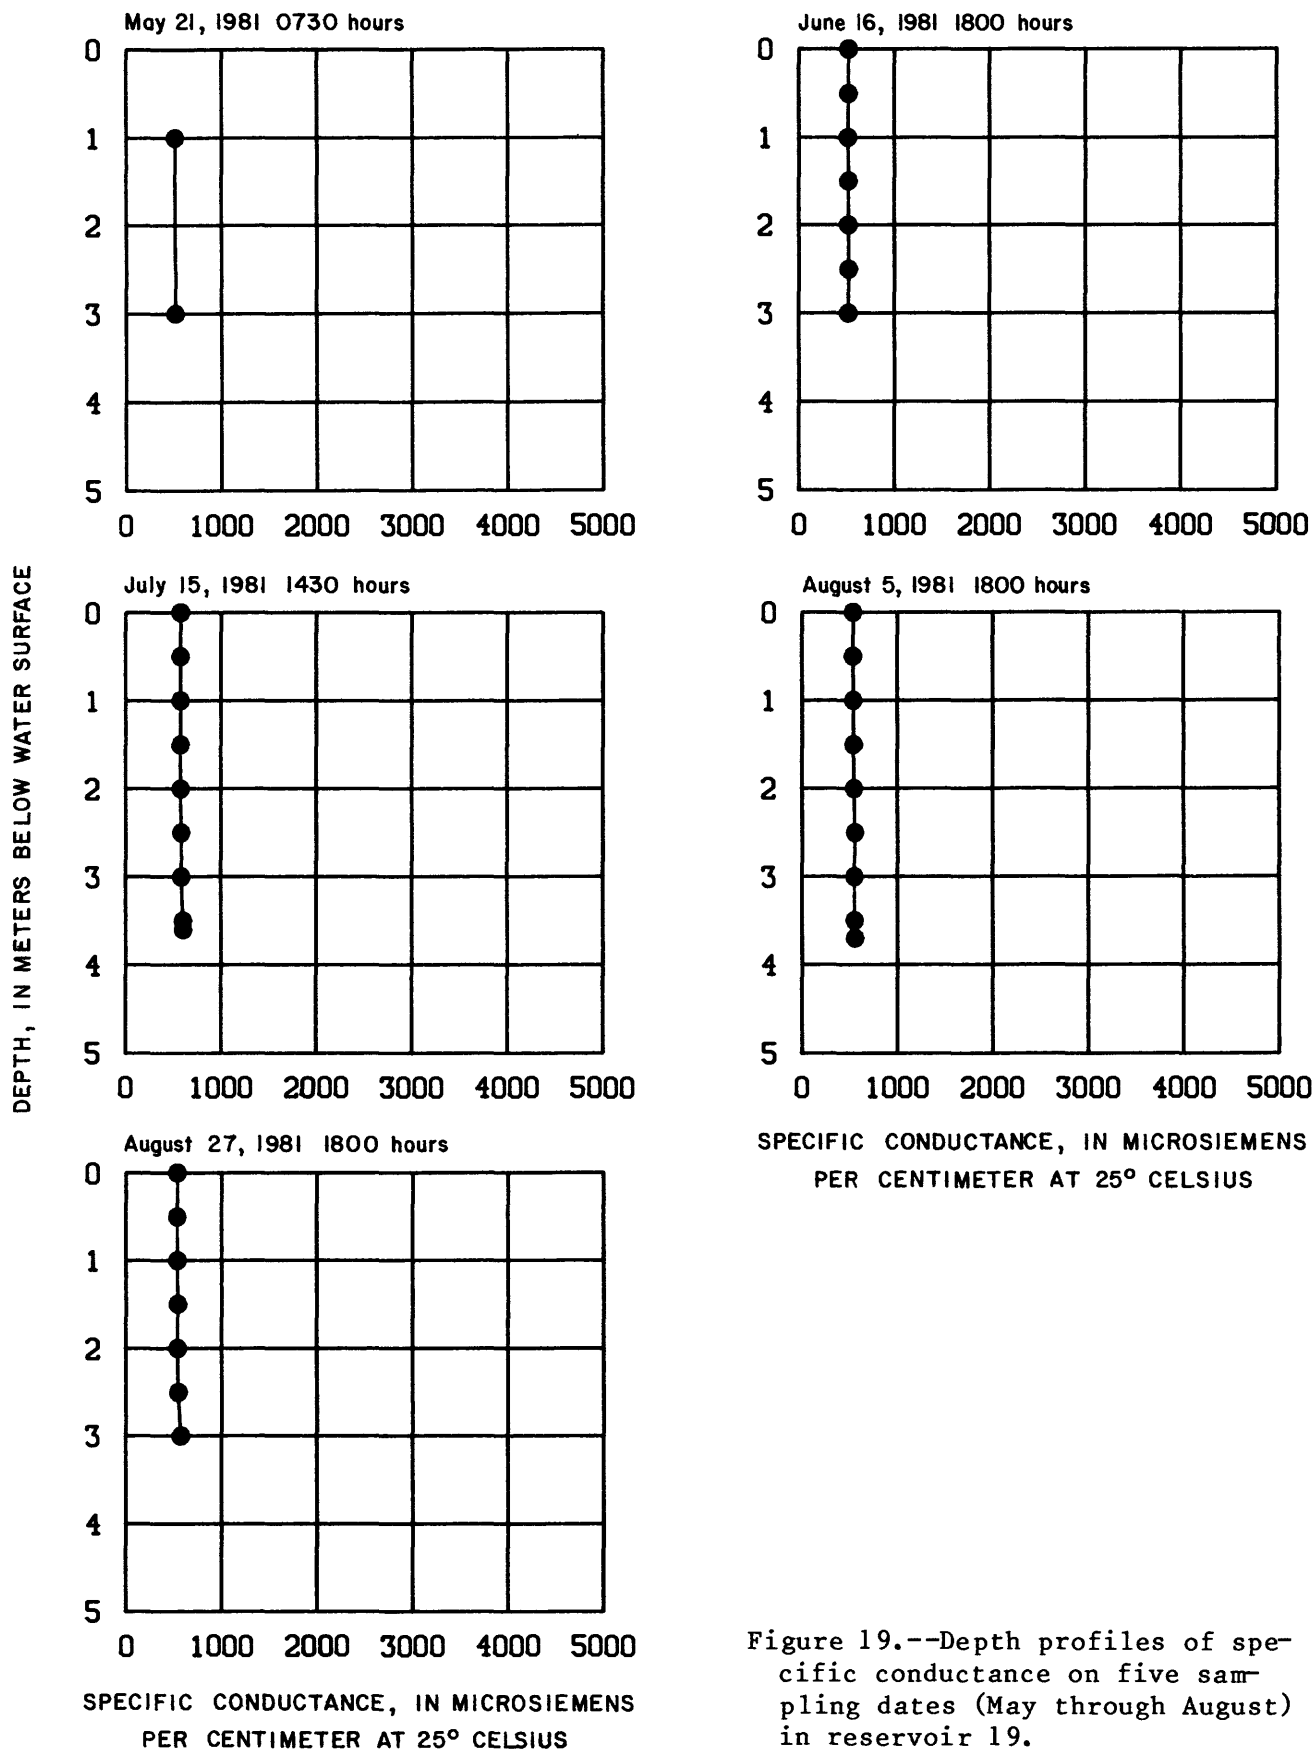 May 21, 1981 0730 hours
0
1
2
3
4
5
0 1000 2000 3000 4000 5000
June 16, 1981 1800 hours
0
1
2
3
4
5
0 1000 2000 3000 4000 5000
DEPTH, IN METERS BELOW WATER SURFACE
July 15, 1981 1430 hours
0
1
2
3
4
5
0 1000 2000 3000 4000 5000
August 5, 1981 1800 hours
0
1
2
3
4
5
0 1000 2000 3000 4000 5000
SPECIFIC CONDUCTANCE, IN MICROSIEMENS
PER CENTIMETER AT 25° CELSIUS
August 27, 1981 1800 hours
0
1
2
3
4
5
0 1000 2000 3000 4000 5000
SPECIFIC CONDUCTANCE, IN MICROSIEMENS
PER CENTIMETER AT 25° CELSIUS
Figure 19.--Depth profiles of spe-
cific conductance on five sam-
pling dates (May through August)
in reservoir 19.